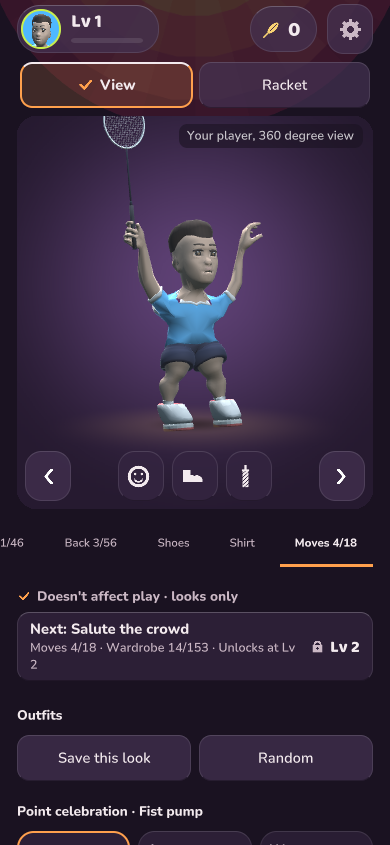 Lv 1
0
View
Racket
Your player, 360 degree view
1/46
Back 3/56
Shoes
Shirt
Moves 4/18
Doesn't affect play · looks only
Next: Salute the crowd
Moves 4/18 · Wardrobe 14/153 · Unlocks at Lv
2
Lv 2
Outfits
Save this look
Random
Point celebration · Fist pump